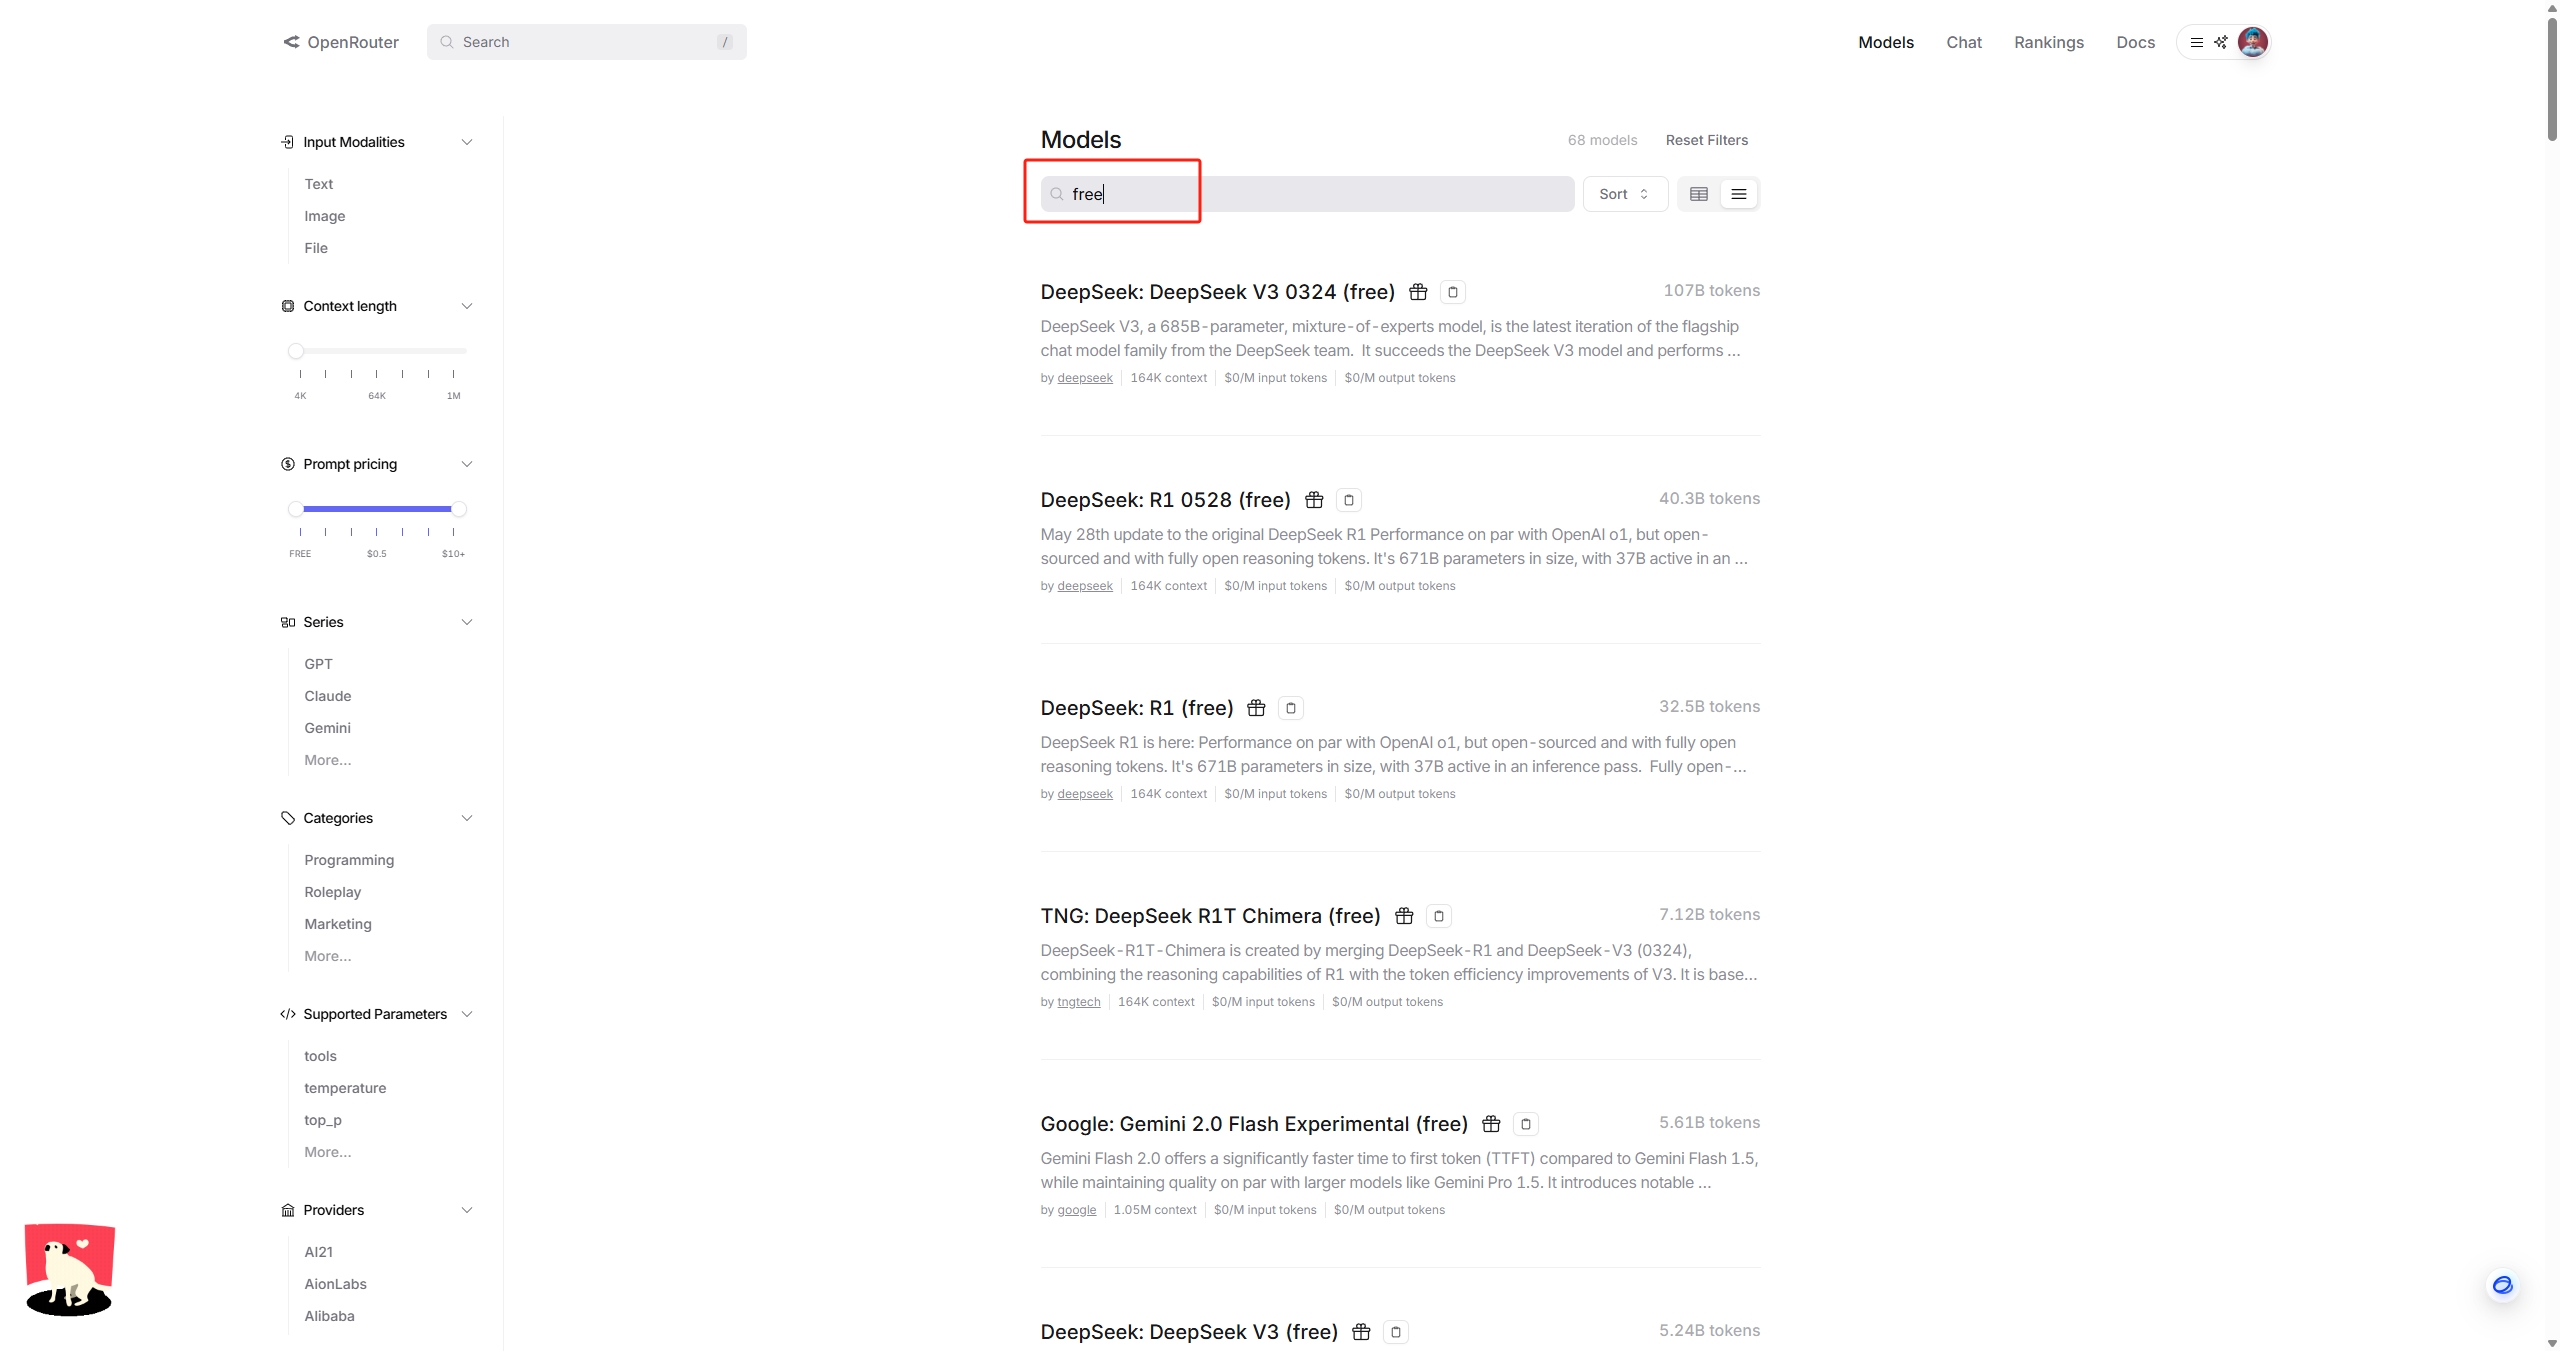 OpenRouter
Search
/
Models
Chat
Rankings
Docs
Input Modalities
Text
Image
File
Context length
4K 64K 1M
Prompt pricing
FREE $0.5 $10+
Series
GPT
Claude
Gemini
More...
Categories
Programming
Roleplay
Marketing
More...
Supported Parameters
tools
temperature
top_p
More...
Providers
AI21
AionLabs
Alibaba
Models
68 models
Reset Filters
free
Sort
DeepSeek: DeepSeek V3 0324 (free)
107B tokens
DeepSeek V3, a 685B-parameter, mixture-of-experts model, is the latest iteration of the flagship
chat model family from the DeepSeek team. It succeeds the DeepSeek V3 model and performs ...
by deepseek 164K context $0/M input tokens $0/M output tokens
DeepSeek: R1 0528 (free)
40.3B tokens
May 28th update to the original DeepSeek R1 Performance on par with OpenAI o1, but open-
sourced and with fully open reasoning tokens. It's 671B parameters in size, with 37B active in an ...
by deepseek 164K context $0/M input tokens $0/M output tokens
DeepSeek: R1 (free)
32.5B tokens
DeepSeek R1 is here: Performance on par with OpenAI o1, but open-sourced and with fully open
reasoning tokens. It's 671B parameters in size, with 37B active in an inference pass. Fully open-...
by deepseek 164K context $0/M input tokens $0/M output tokens
TNG: DeepSeek R1T Chimera (free)
7.12B tokens
DeepSeek-R1T-Chimera is created by merging DeepSeek-R1 and DeepSeek-V3 (0324),
combining the reasoning capabilities of R1 with the token efficiency improvements of V3. It is base...
by tngtech 164K context $0/M input tokens $0/M output tokens
Google: Gemini 2.0 Flash Experimental (free)
5.61B tokens
Gemini Flash 2.0 offers a significantly faster time to first token (TTFT) compared to Gemini Flash 1.5,
while maintaining quality on par with larger models like Gemini Pro 1.5. It introduces notable ...
by google 1.05M context $0/M input tokens $0/M output tokens
DeepSeek: DeepSeek V3 (free)
5.24B tokens